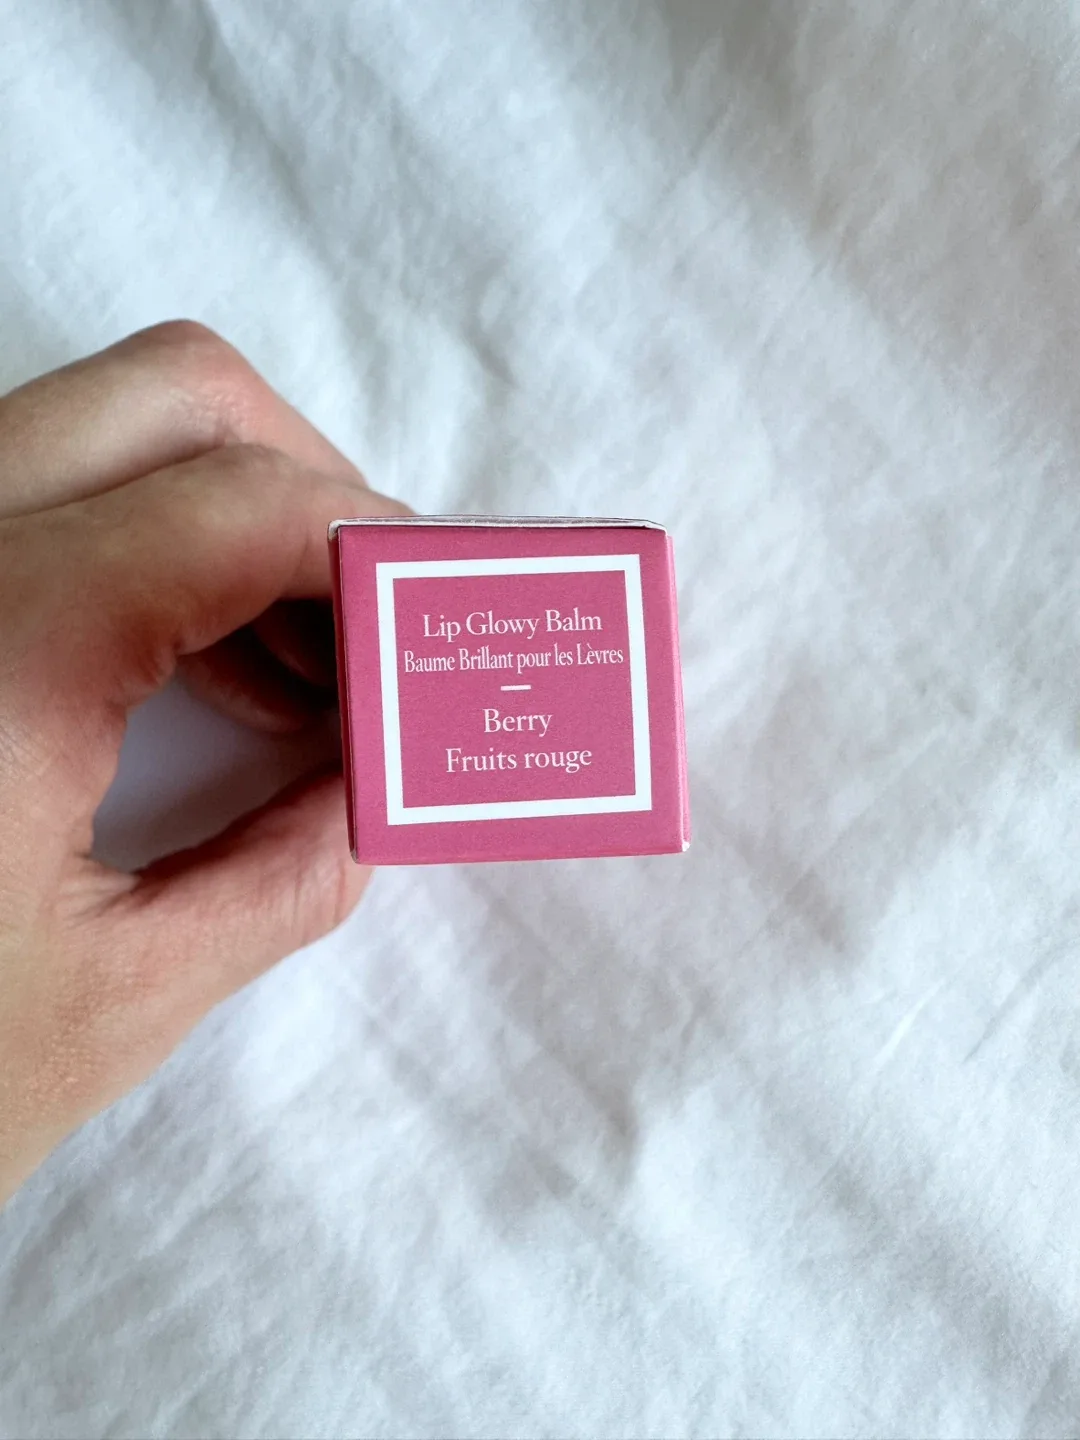 Lip Glowy Balm
Baume Brillant pour les Lèvres
Berry
Fruits rouge